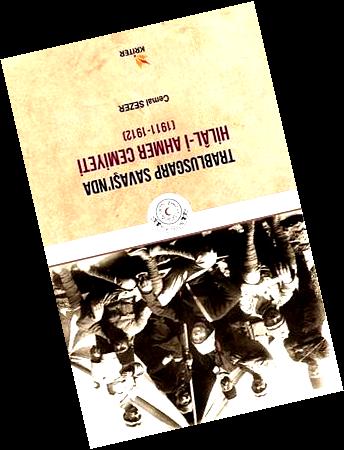 KRİTER
Cemal SEZER
TRABLUSGARP SAVAŞI'NDA
HİLÂL-İ AHMER CEMİYETİ
(1911-1912)